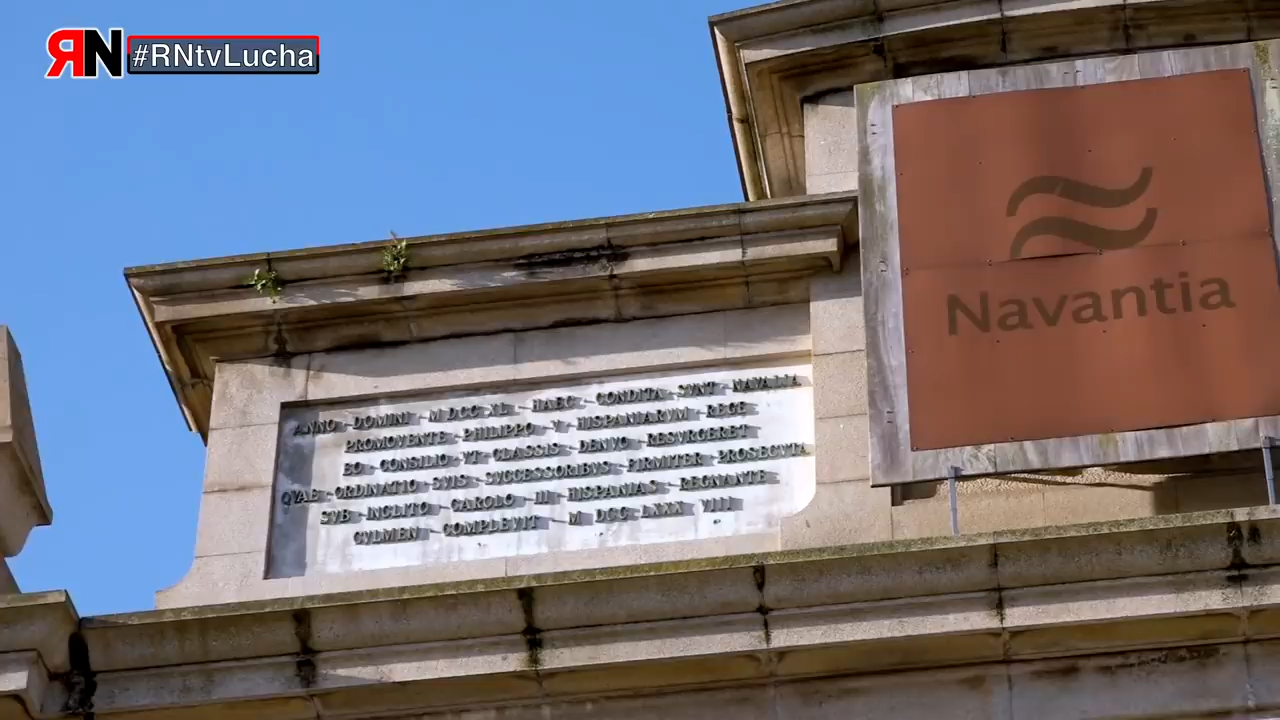 RN #RNtvLucha
Navantia
ANNO DOMINI M DCC XL HAEC CONDITA SVNT NAVALIA
PROMOVENTE PHILIPPO V HISPANIARVM REGE
EO CONSILIO VT CLASSIS DENVO RESVRGERET
QVAE ORDINATIO SVIS SVCCESSORIBVS FIRMITER PROSECVTA
SVB INCLITO CAROLO III HISPANIAS REGNANTE
CVLMEN COMPLEVIT M DCC LXXX VIII